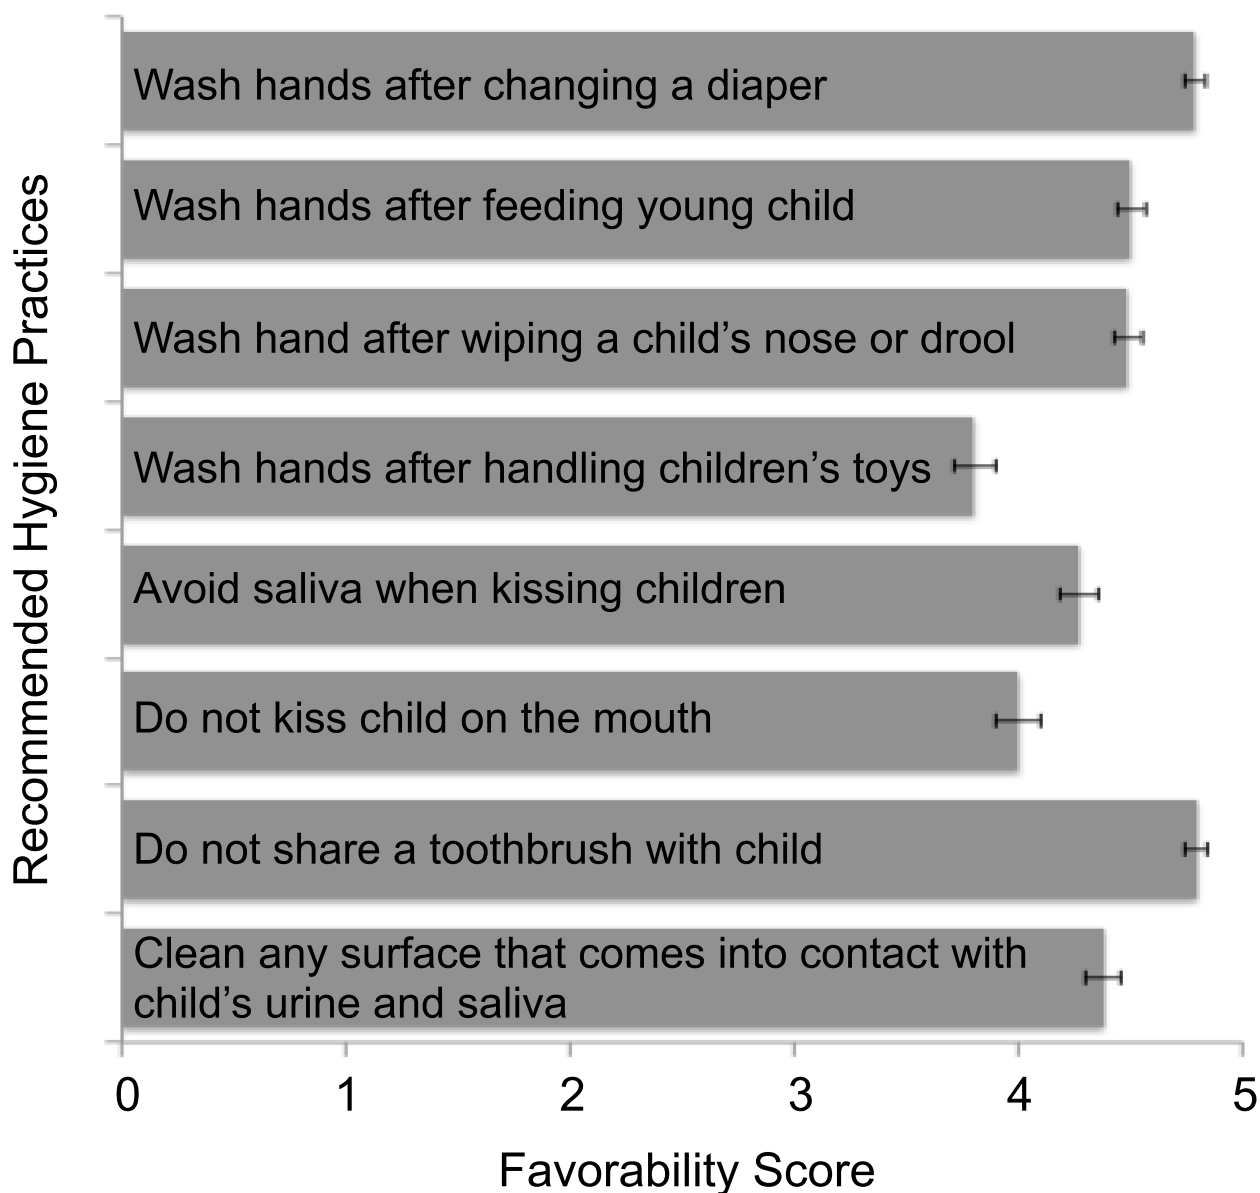 Recommended Hygiene Practices
Wash hands after changing a diaper
Wash hands after feeding young child
Wash hand after wiping a child’s nose or drool
Wash hands after handling children’s toys
Avoid saliva when kissing children
Do not kiss child on the mouth
Do not share a toothbrush with child
Clean any surface that comes into contact with
child’s urine and saliva
0 1 2 3 4 5
Favorability Score